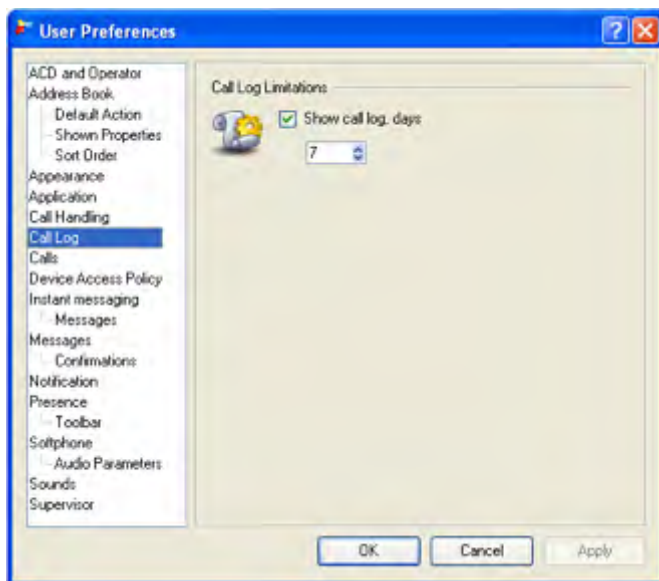 User Preferences
ACD and Operator
Address Book
Default Action
Shown Properties
Sort Order
Appearance
Application
Call Handling
Call Log
Calls
Device Access Policy
Instant messaging
Messages
Messages
Confirmations
Notification
Presence
Toolbar
Softphone
Audio Parameters
Sounds
Supervisor
Call Log Limitations
Show call log, days
7
OK
Cancel
Apply